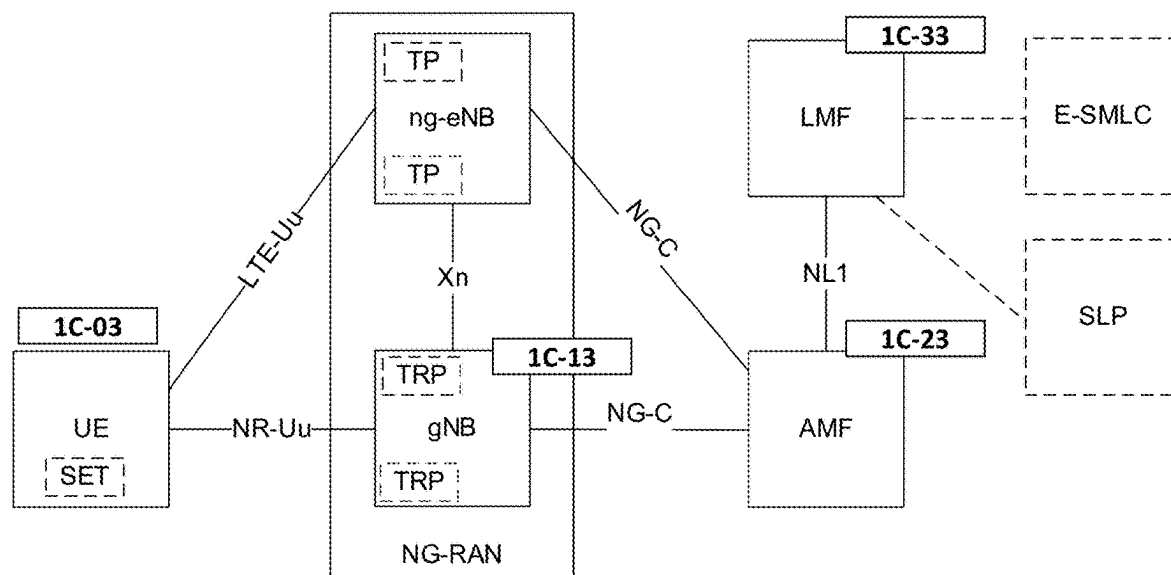 1C-33
TP
ng-eNB
LMF
E-SMLC
TP
LTE-Uu
NG-C
Xn
NL1
SLP
1C-03
1C-13
1C-23
TRP
UE
NR-Uu
gNB
NG-C
AMF
SET
TRP
NG-RAN